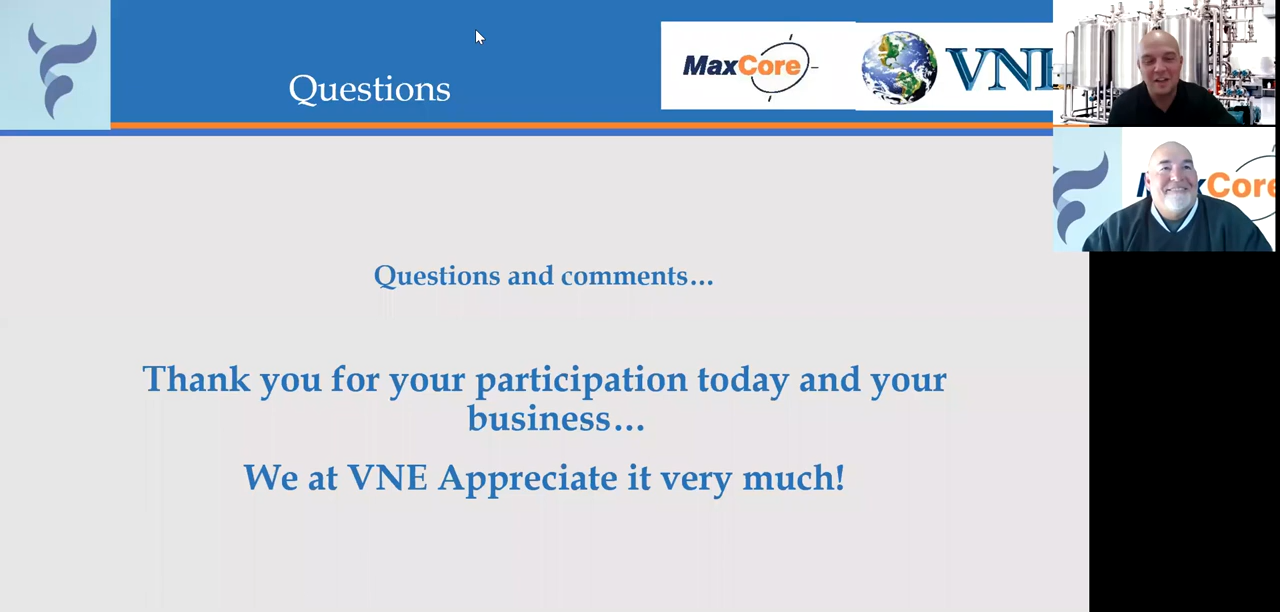 Questions
MaxCore
VNE
MaxCore
Questions and comments…
Thank you for your participation today and your
business…
We at VNE Appreciate it very much!